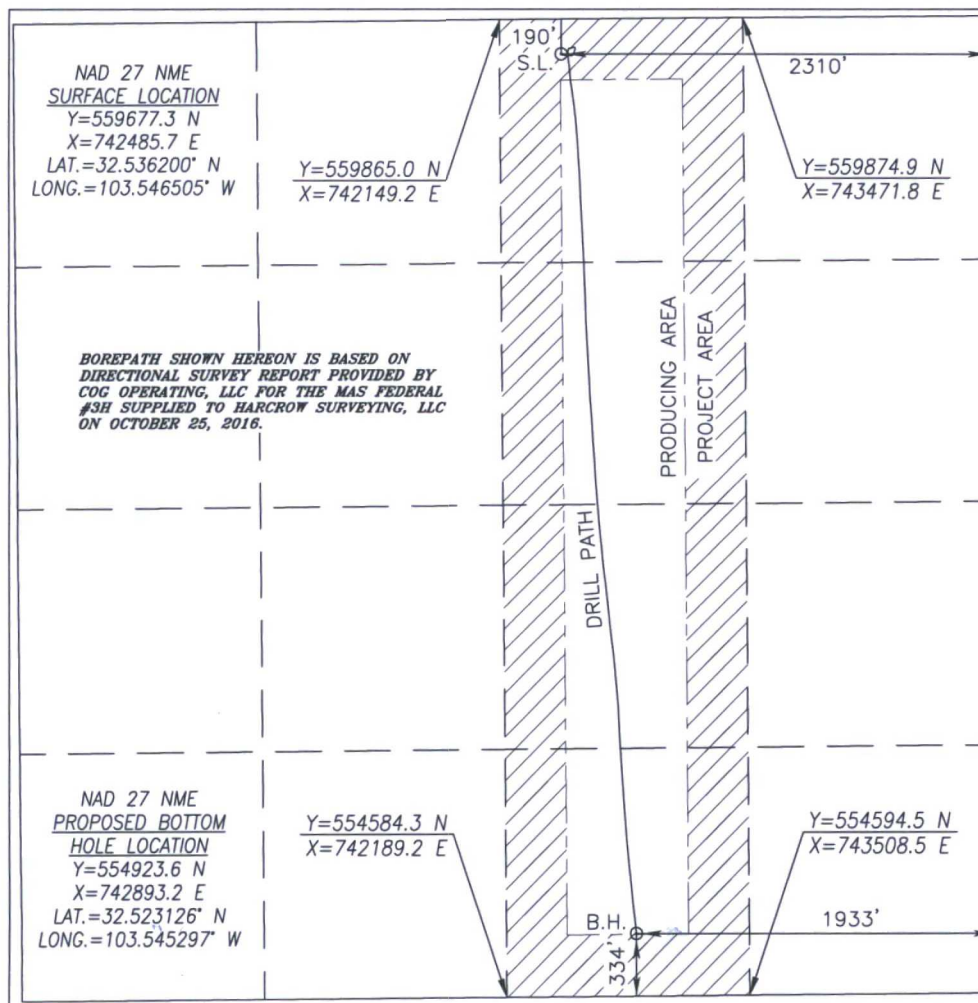 190'
S.L.
2310'
NAD 27 NME
SURFACE LOCATION
Y=559677.3 N
X=742485.7 E
LAT.=32.536200° N
LONG.=103.546505° W
Y=559865.0 N
X=742149.2 E
Y=559874.9 N
X=743471.8 E
BOREPATH SHOWN HEREON IS BASED ON
DIRECTIONAL SURVEY REPORT PROVIDED BY
COG OPERATING, LLC FOR THE MAS FEDERAL
#3H SUPPLIED TO HARCROW SURVEYING, LLC
ON OCTOBER 25, 2016.
PRODUCING AREA
PROJECT AREA
DRILL PATH
NAD 27 NME
PROPOSED BOTTOM
HOLE LOCATION
Y=554923.6 N
X=742893.2 E
LAT.=32.523126° N
LONG.=103.545297° W
Y=554584.3 N
X=742189.2 E
Y=554594.5 N
X=743508.5 E
B.H.
1933'
334'